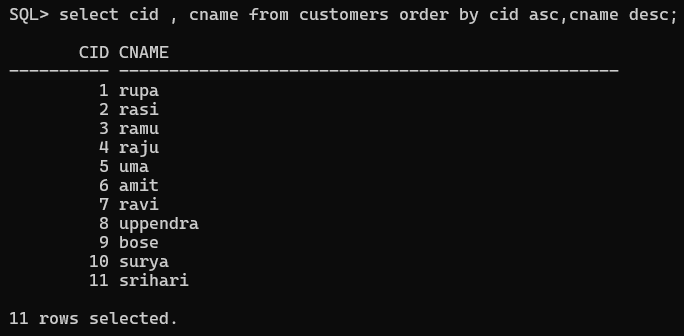 SQL> select cid , cname from customers order by cid asc,cname desc;
       CID CNAME
---------- --------------------------------------------------
         1 rupa
         2 rasi
         3 ramu
         4 raju
         5 uma
         6 amit
         7 ravi
         8 uppendra
         9 bose
        10 surya
        11 srihari
11 rows selected.